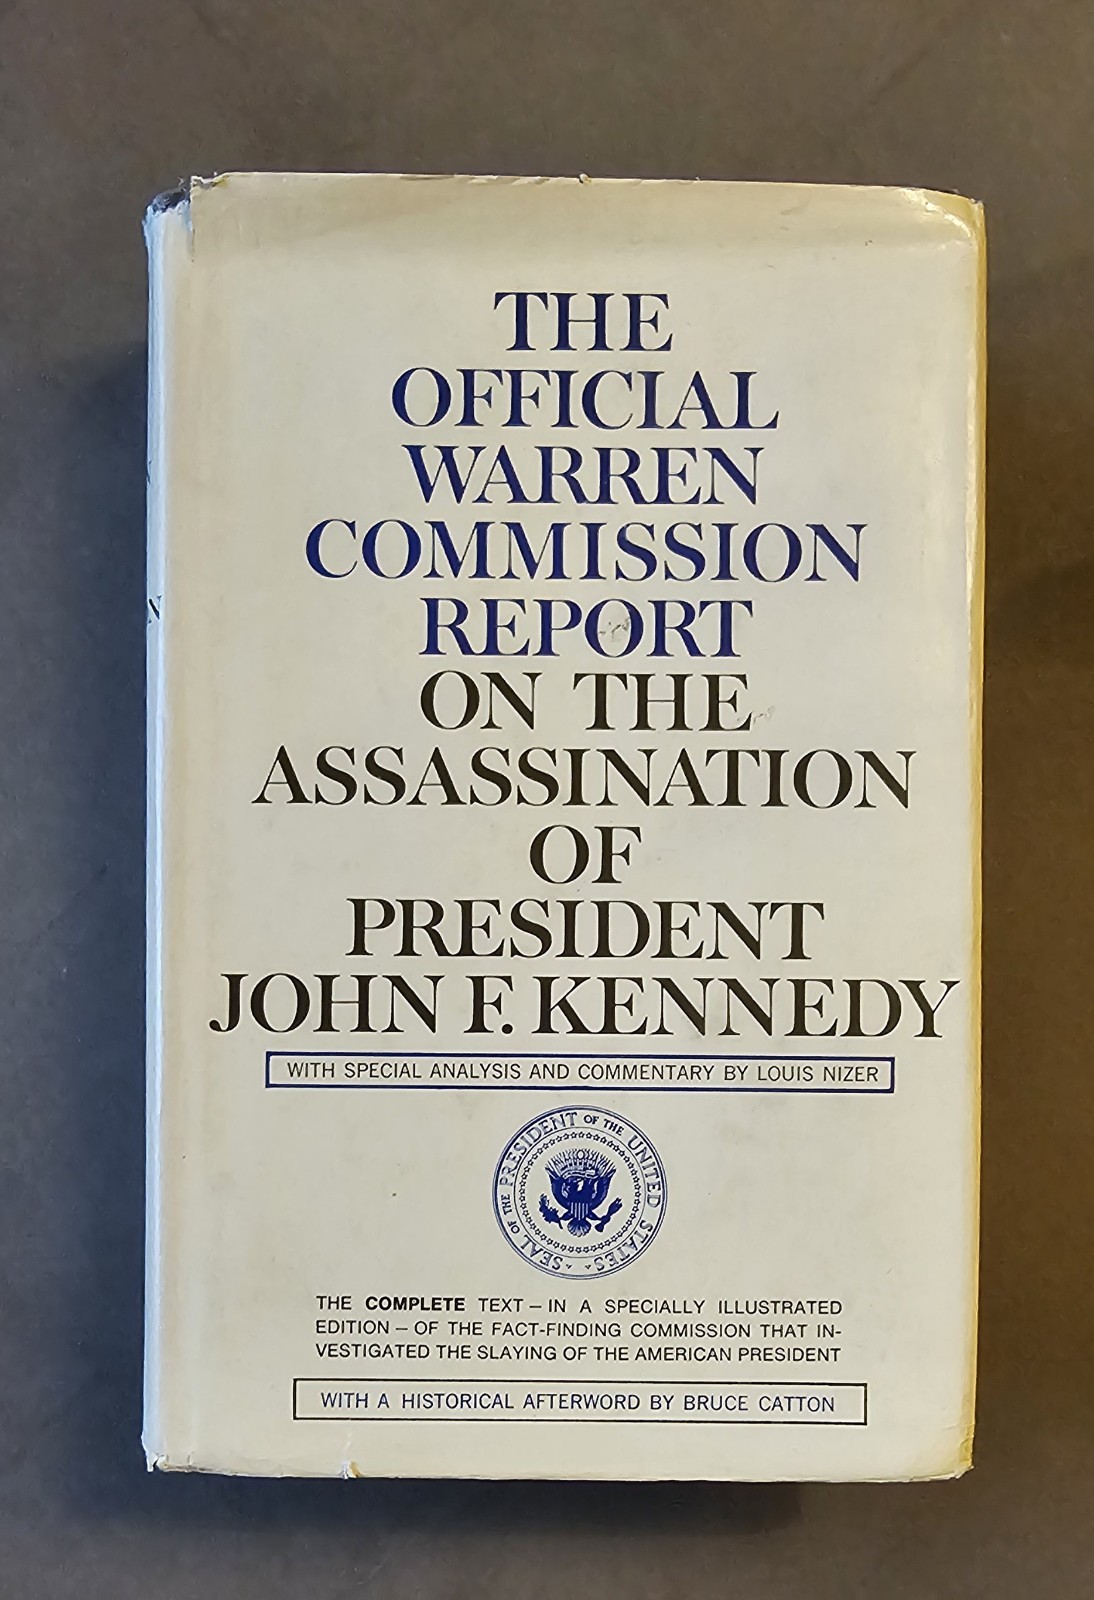 THE
OFFICIAL
WARREN
COMMISSION
REPORT
ON THE
ASSASSINATION
OF
PRESIDENT
JOHN F. KENNEDY
WITH SPECIAL ANALYSIS AND COMMENTARY BY LOUIS NIZER
SEAL OF THE PRESIDENT OF THE UNITED STATES
THE COMPLETE TEXT – IN A SPECIALLY ILLUSTRATED
EDITION – OF THE FACT-FINDING COMMISSION THAT IN-
VESTIGATED THE SLAYING OF THE AMERICAN PRESIDENT
WITH A HISTORICAL AFTERWORD BY BRUCE CATTON